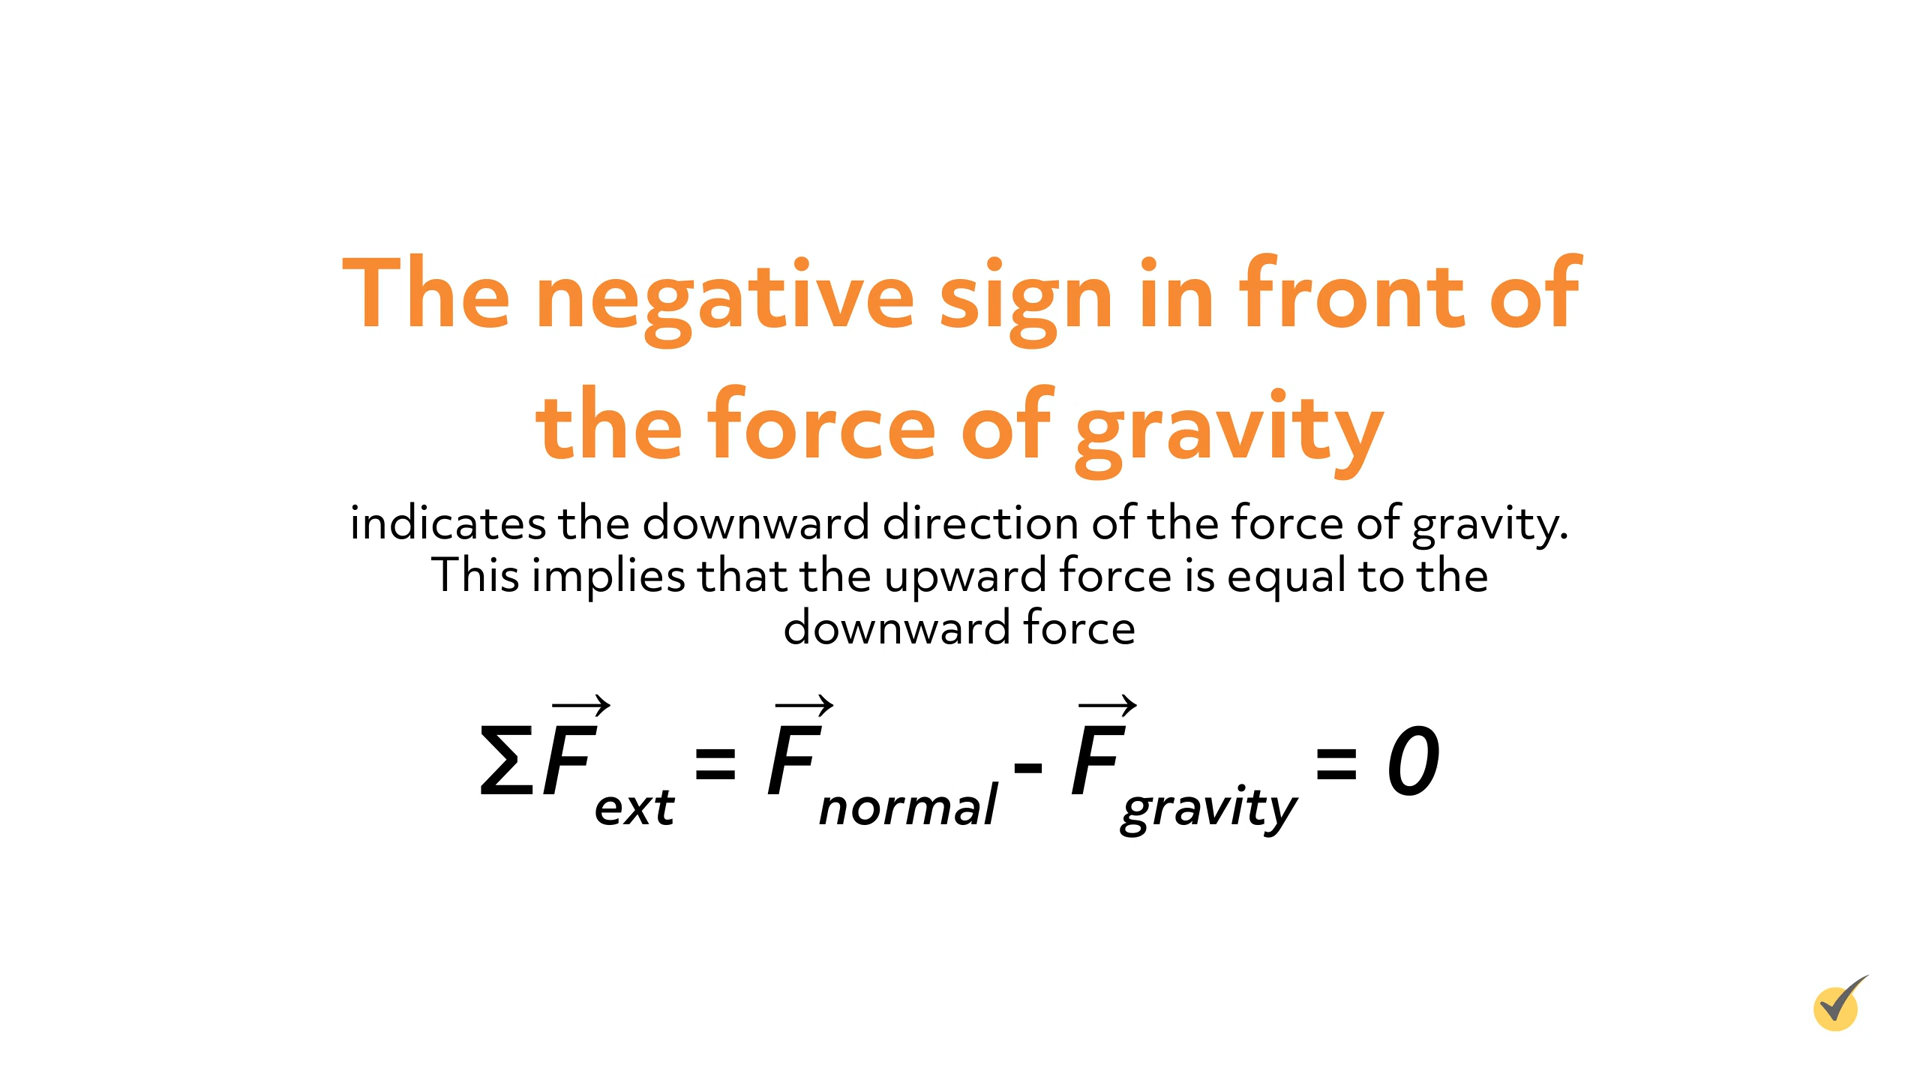 The negative sign in front of
the force of gravity
indicates the downward direction of the force of gravity.
This implies that the upward force is equal to the
downward force
ΣF⃗ext = F⃗normal - F⃗gravity = 0